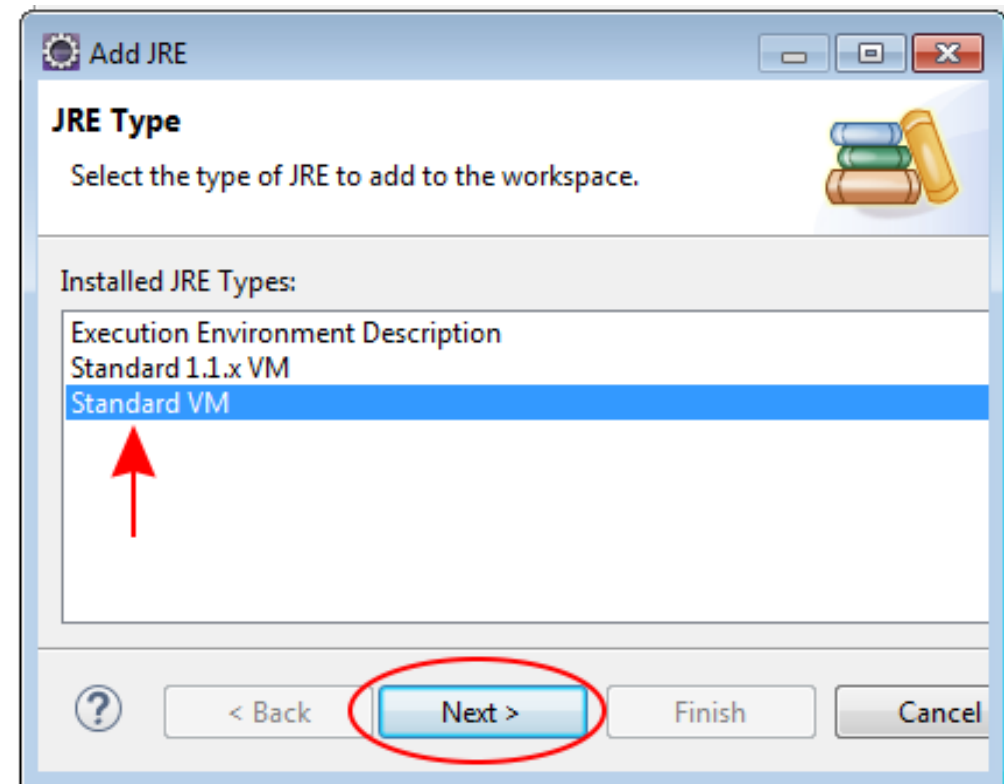 Add JRE
JRE Type
Select the type of JRE to add to the workspace.
Installed JRE Types:
Execution Environment Description
Standard 1.1.x VM
Standard VM
?
< Back
Next >
Finish
Cancel